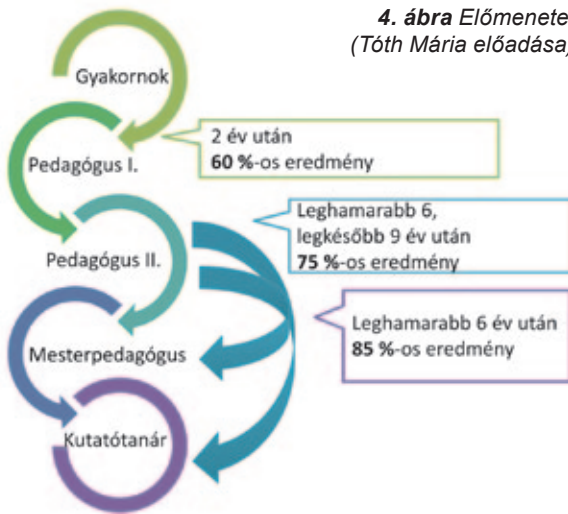 4. ábra Előmenete
(Tóth Mária előadása)
Gyakornok
2 év után
60 %-os eredmény
Pedagógus I.
Leghamarabb 6,
legkésőbb 9 év után
75 %-os eredmény
Pedagógus II.
Leghamarabb 6 év után
85 %-os eredmény
Mesterpedagógus
Kutatótanár